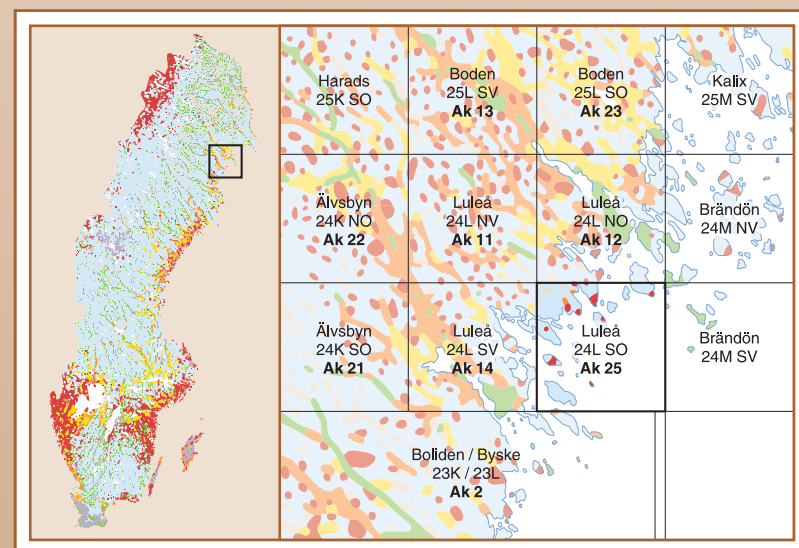 Harads
25K SO
Boden
25L SV
Ak 13
Boden
25L SO
Ak 23
Kalix
25M SV
Älvsbyn
24K NO
Ak 22
Luleå
24L NV
Ak 11
Luleå
24L NO
Ak 12
Brändön
24M NV
Älvsbyn
24K SO
Ak 21
Luleå
24L SV
Ak 14
Luleå
24L SO
Ak 25
Brändön
24M SV
Boliden / Byske
23K / 23L
Ak 2